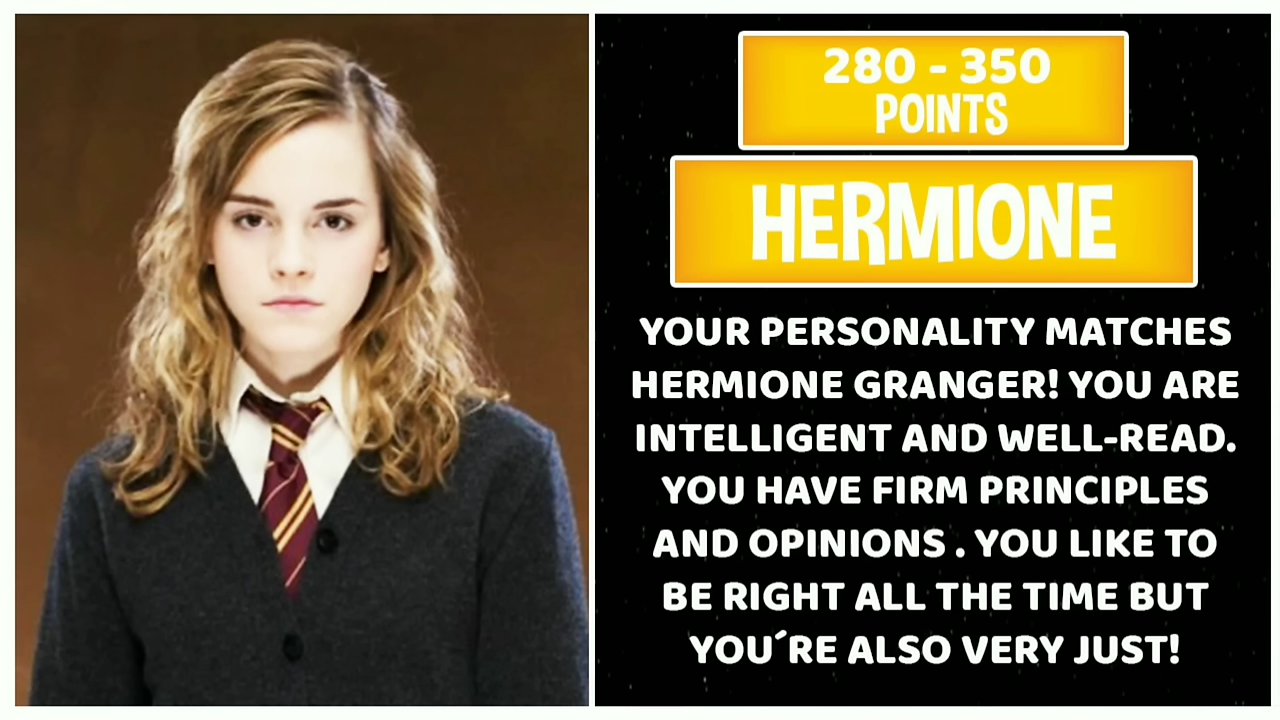 280 - 350
POINTS
HERMIONE
YOUR PERSONALITY MATCHES
HERMIONE GRANGER! YOU ARE
INTELLIGENT AND WELL-READ.
YOU HAVE FIRM PRINCIPLES
AND OPINIONS . YOU LIKE TO
BE RIGHT ALL THE TIME BUT
YOU´RE ALSO VERY JUST!